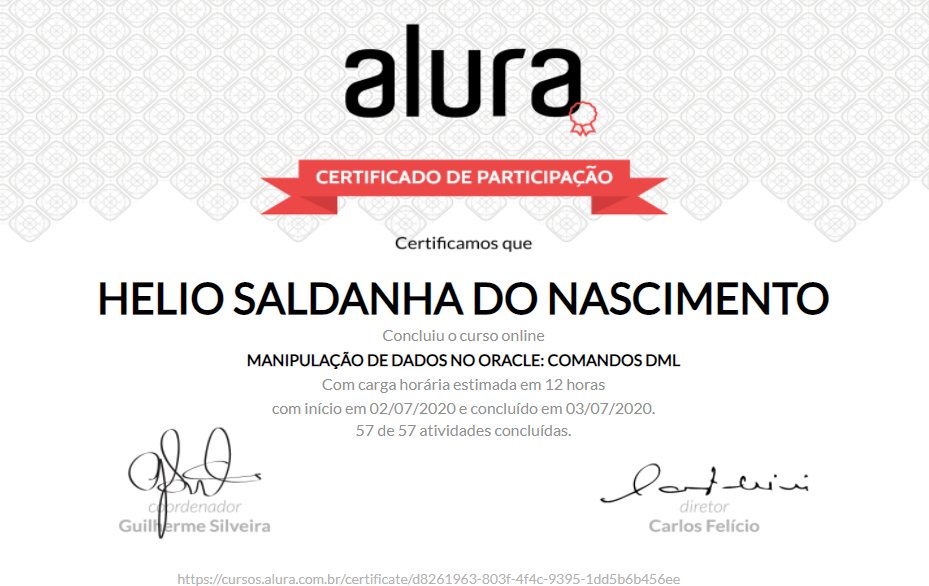 alura
CERTIFICADO DE PARTICIPAÇÃO
Certificamos que
HELIO SALDANHA DO NASCIMENTO
Concluiu o curso online
MANIPULAÇÃO DE DADOS NO ORACLE: COMANDOS DML
Com carga horária estimada em 12 horas
com início em 02/07/2020 e concluído em 03/07/2020.
57 de 57 atividades concluídas.
coordenador
Guilherme Silveira
diretor
Carlos Felício
https://cursos.alura.com.br/certificate/d8261963-803f-4f4c-9395-1dd5b6b456ee